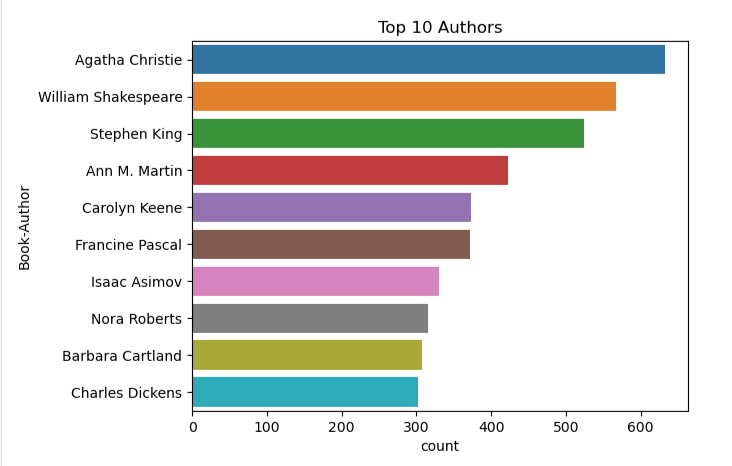 Top 10 Authors
Book-Author
Agatha Christie
William Shakespeare
Stephen King
Ann M. Martin
Carolyn Keene
Francine Pascal
Isaac Asimov
Nora Roberts
Barbara Cartland
Charles Dickens
0 100 200 300 400 500 600
count